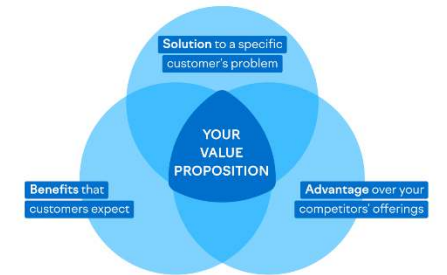 Solution to a specific
customer's problem
YOUR
VALUE
PROPOSITION
Benefits that
customers expect
Advantage over your
competitors' offerings